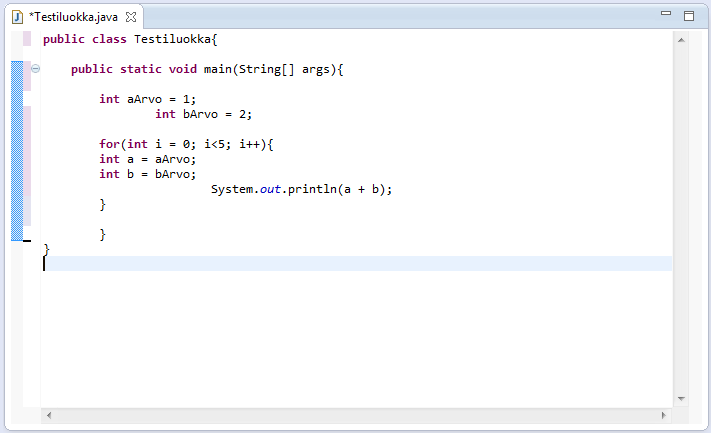 *Testiluokka.java
public class Testiluokka{
public static void main(String[] args){
int aArvo = 1;
int bArvo = 2;
for(int i = 0; i<5; i++){
int a = aArvo;
int b = bArvo;
System.out.println(a + b);
}
}
}